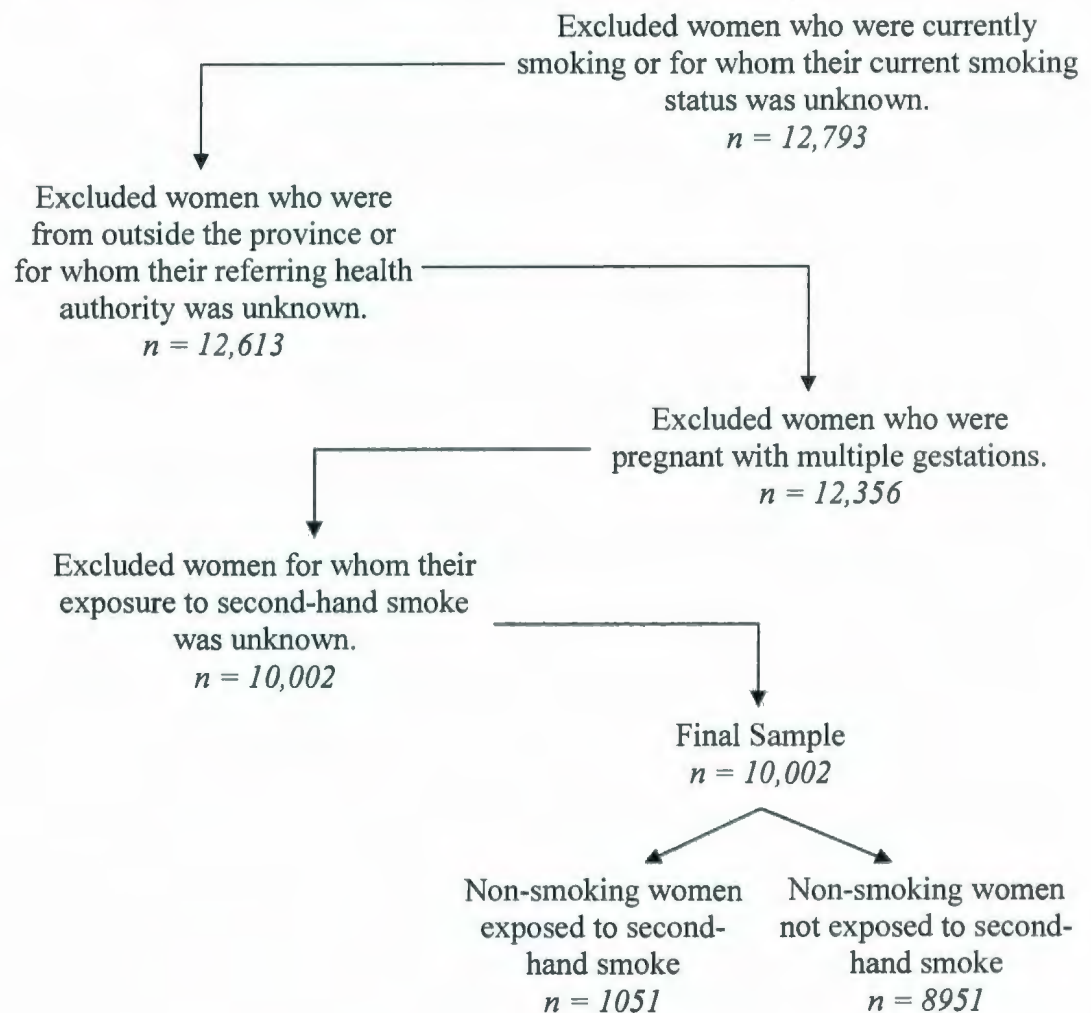 Excluded women who were currently
smoking or for whom their current smoking
status was unknown.
n = 12,793
Excluded women who were
from outside the province or
for whom their referring health
authority was unknown.
n = 12,613
Excluded women who were
pregnant with multiple gestations.
n = 12,356
Excluded women for whom their
exposure to second-hand smoke
was unknown.
n = 10,002
Final Sample
n = 10,002
Non-smoking women
exposed to second-
hand smoke
n = 1051
Non-smoking women
not exposed to second-
hand smoke
n = 8951